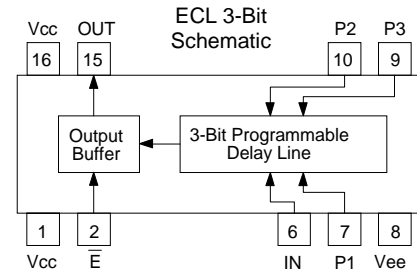 ECL 3-Bit
Schematic
Vcc OUT P2 P3
16 15 10 9
Output
Buffer
3-Bit Programmable
Delay Line
1 2 6 7 8
Vcc E̅ IN P1 Vee